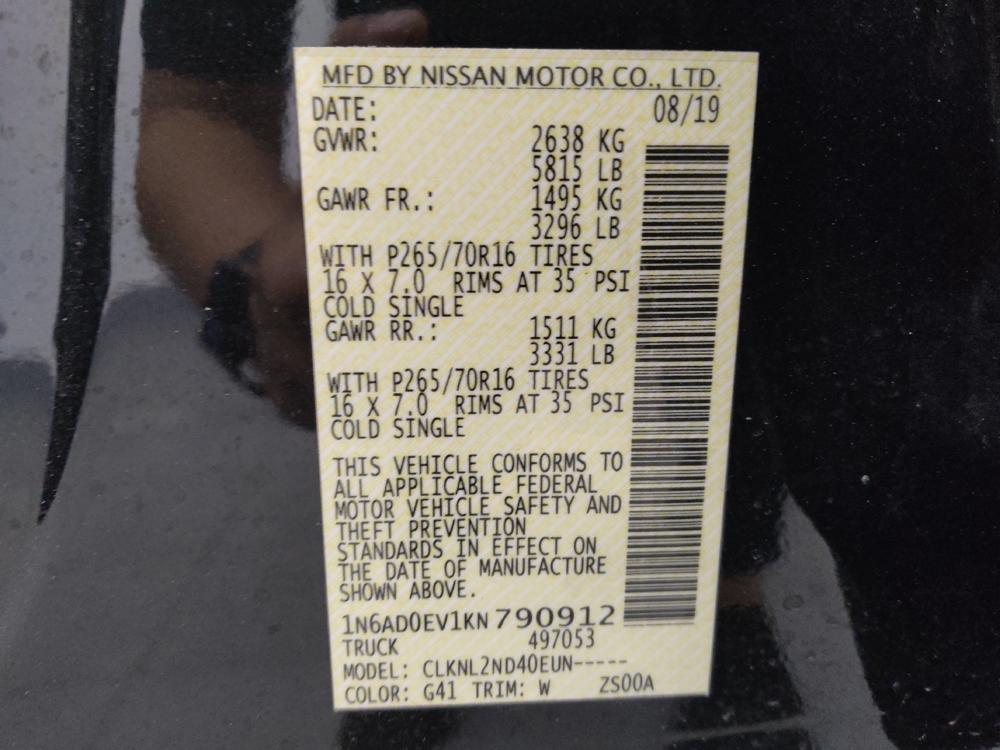 MFD BY NISSAN MOTOR CO., LTD.
DATE: 08/19
GVWR: 2638 KG
5815 LB
GAWR FR.: 1495 KG
3296 LB
WITH P265/70R16 TIRES
16 X 7.0 RIMS AT 35 PSI
COLD SINGLE
GAWR RR.: 1511 KG
3331 LB
WITH P265/70R16 TIRES
16 X 7.0 RIMS AT 35 PSI
COLD SINGLE
THIS VEHICLE CONFORMS TO
ALL APPLICABLE FEDERAL
MOTOR VEHICLE SAFETY AND
THEFT PREVENTION
STANDARDS IN EFFECT ON
THE DATE OF MANUFACTURE
SHOWN ABOVE.
1N6AD0EV1KN 790912
TRUCK 497053
MODEL: CLKNL2ND40EUN-----
COLOR: G41 TRIM: W ZS00A